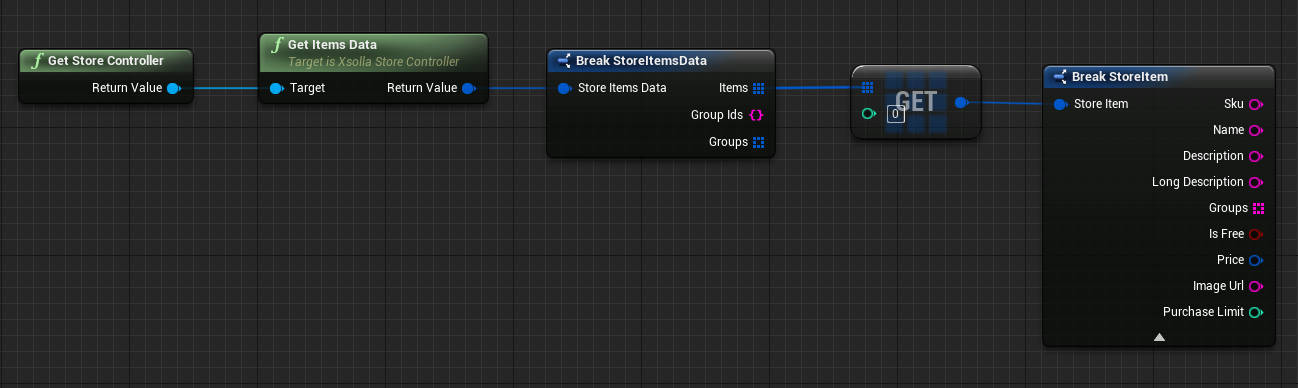 Get Store Controller
Return Value
Get Items Data
Target is Xsolla Store Controller
Target
Return Value
Break StoreItemsData
Store Items Data
Items
Group Ids
Groups
GET
0
Break StoreItem
Store Item
Sku
Name
Description
Long Description
Groups
Is Free
Price
Image Url
Purchase Limit